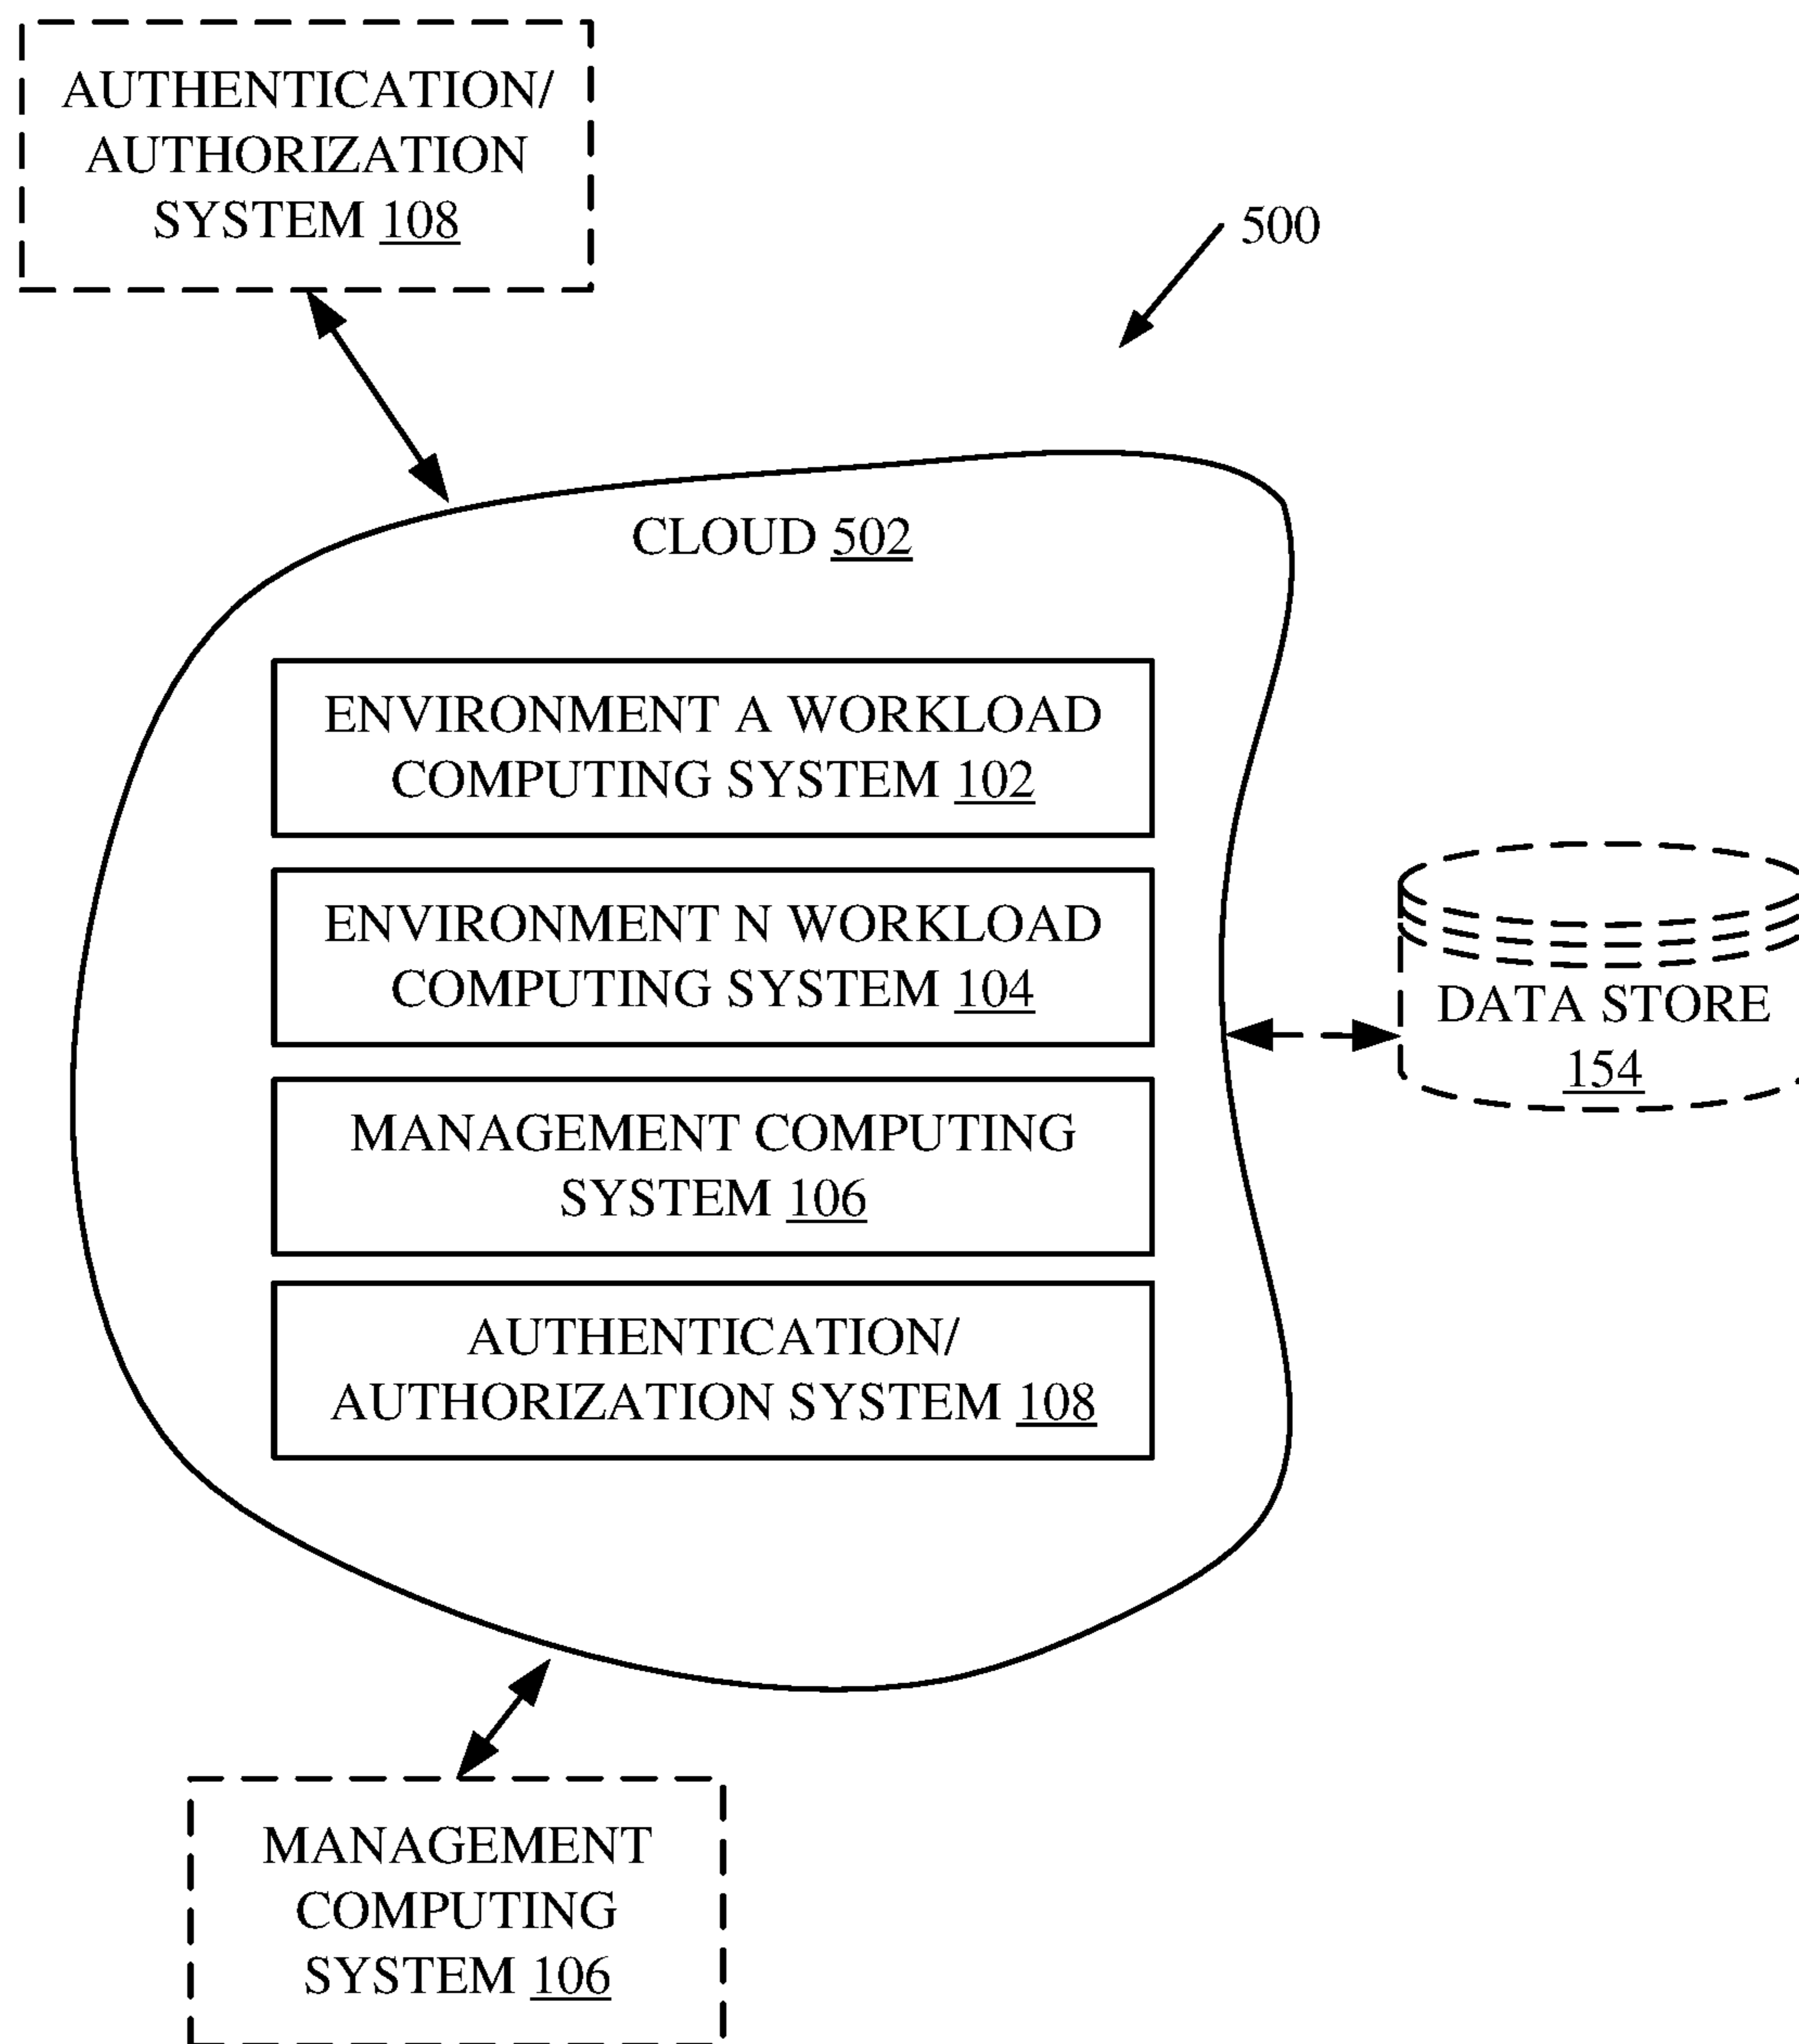 AUTHENTICATION/
AUTHORIZATION
SYSTEM 108
500
CLOUD 502
ENVIRONMENT A WORKLOAD
COMPUTING SYSTEM 102
ENVIRONMENT N WORKLOAD
COMPUTING SYSTEM 104
DATA STORE
154
MANAGEMENT COMPUTING
SYSTEM 106
AUTHENTICATION/
AUTHORIZATION SYSTEM 108
MANAGEMENT
COMPUTING
SYSTEM 106